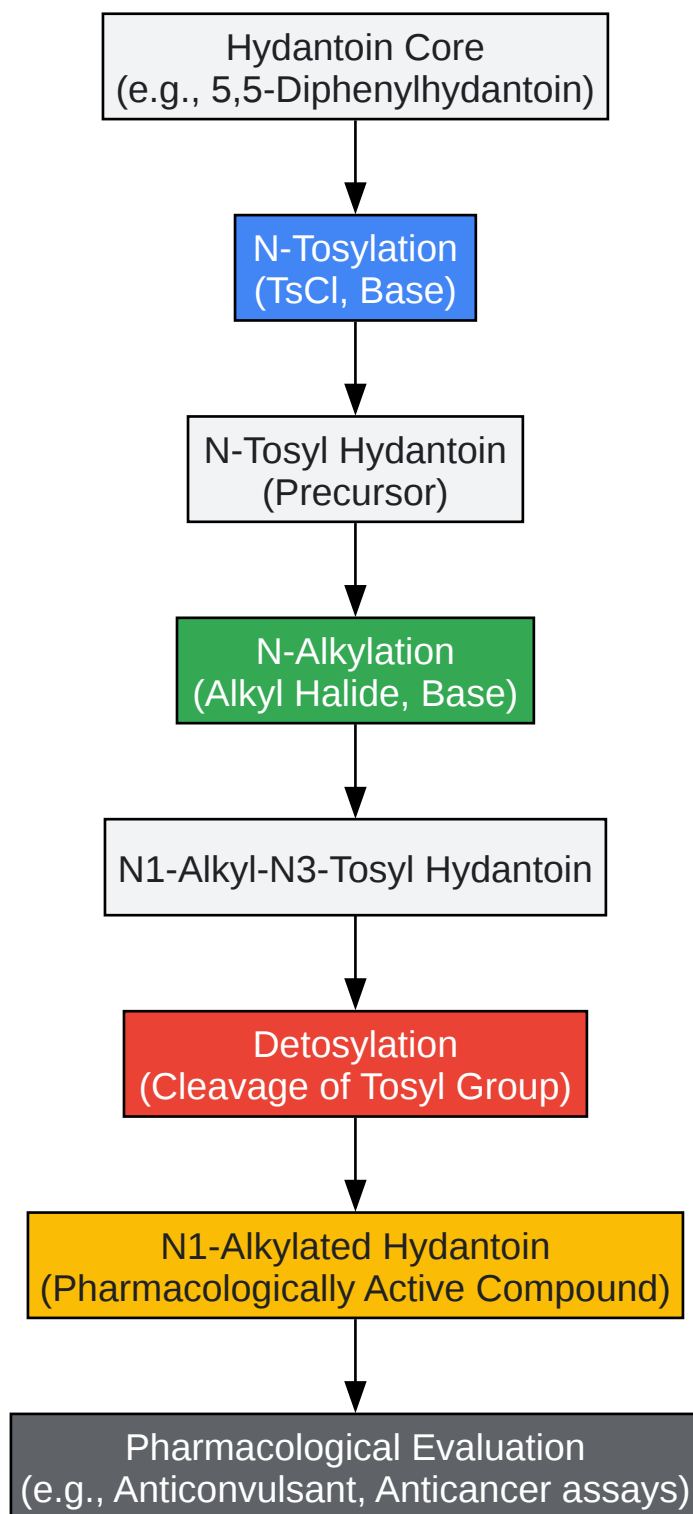 Hydantoin Core
(e.g., 5,5-Diphenylhydantoin)
N-Tosylation
(TsCl, Base)
N-Tosyl Hydantoin
(Precursor)
N-Alkylation
(Alkyl Halide, Base)
N1-Alkyl-N3-Tosyl Hydantoin
Detosylation
(Cleavage of Tosyl Group)
N1-Alkylated Hydantoin
(Pharmacologically Active Compound)
Pharmacological Evaluation
(e.g., Anticonvulsant, Anticancer assays)